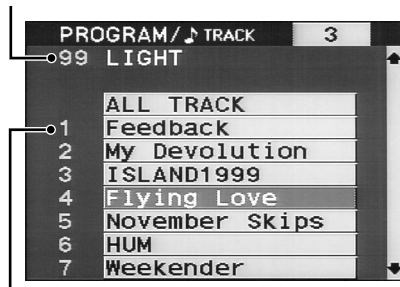 PROGRAM/♪ TRACK 3
99 LIGHT
ALL TRACK
1 Feedback
2 My Devolution
3 ISLAND1999
4 Flying Love
5 November Skips
6 HUM
7 Weekender